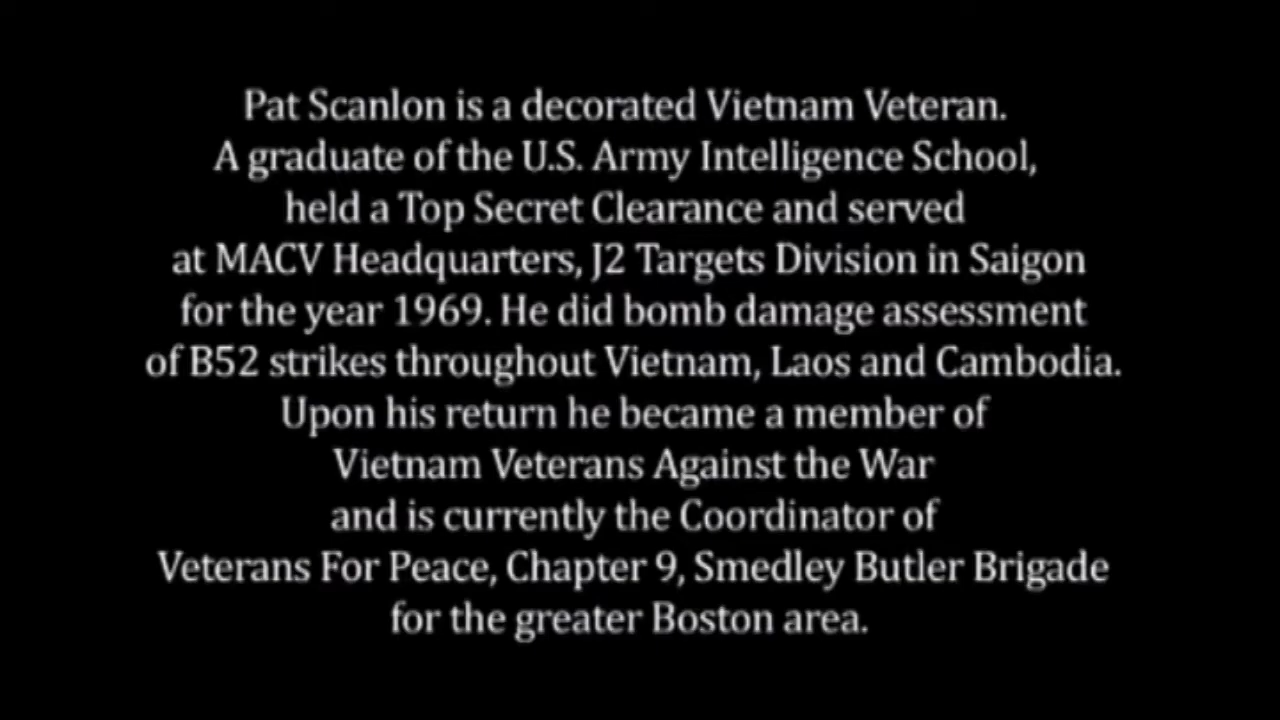 Pat Scanlon is a decorated Vietnam Veteran.
A graduate of the U.S. Army Intelligence School,
held a Top Secret Clearance and served
at MACV Headquarters, J2 Targets Division in Saigon
for the year 1969. He did bomb damage assessment
of B52 strikes throughout Vietnam, Laos and Cambodia.
Upon his return he became a member of
Vietnam Veterans Against the War
and is currently the Coordinator of
Veterans For Peace, Chapter 9, Smedley Butler Brigade
for the greater Boston area.